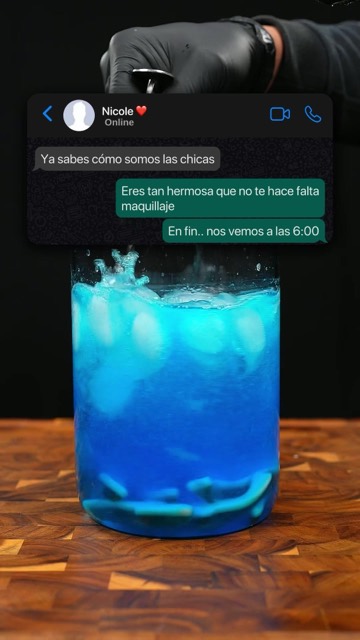 Nicole❤️
Online
Ya sabes cómo somos las chicas
Eres tan hermosa que no te hace falta
maquillaje
En fin.. nos vemos a las 6:00